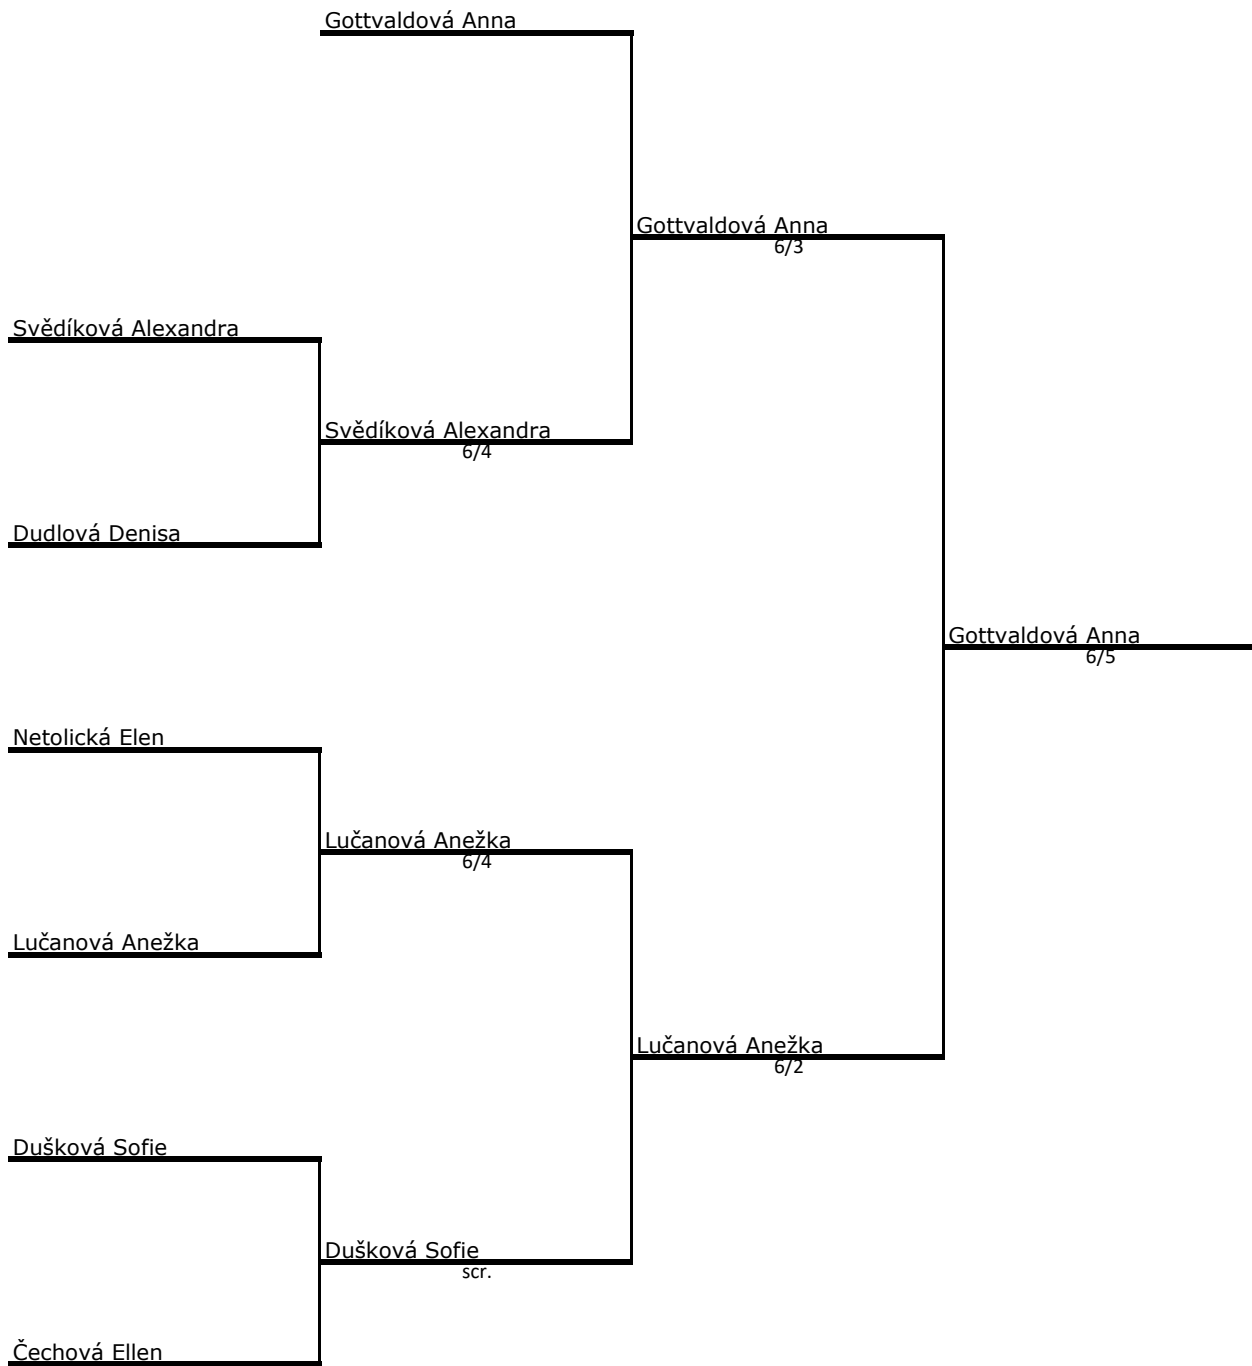 Gottvaldová Anna
Gottvaldová Anna
6/3
Svědíková Alexandra
Svědíková Alexandra
6/4
Dudlová Denisa
Gottvaldová Anna
6/5
Netolická Elen
Lučanová Anežka
6/4
Lučanová Anežka
Lučanová Anežka
6/2
Dušková Sofie
Dušková Sofie
scr.
Čechová Ellen